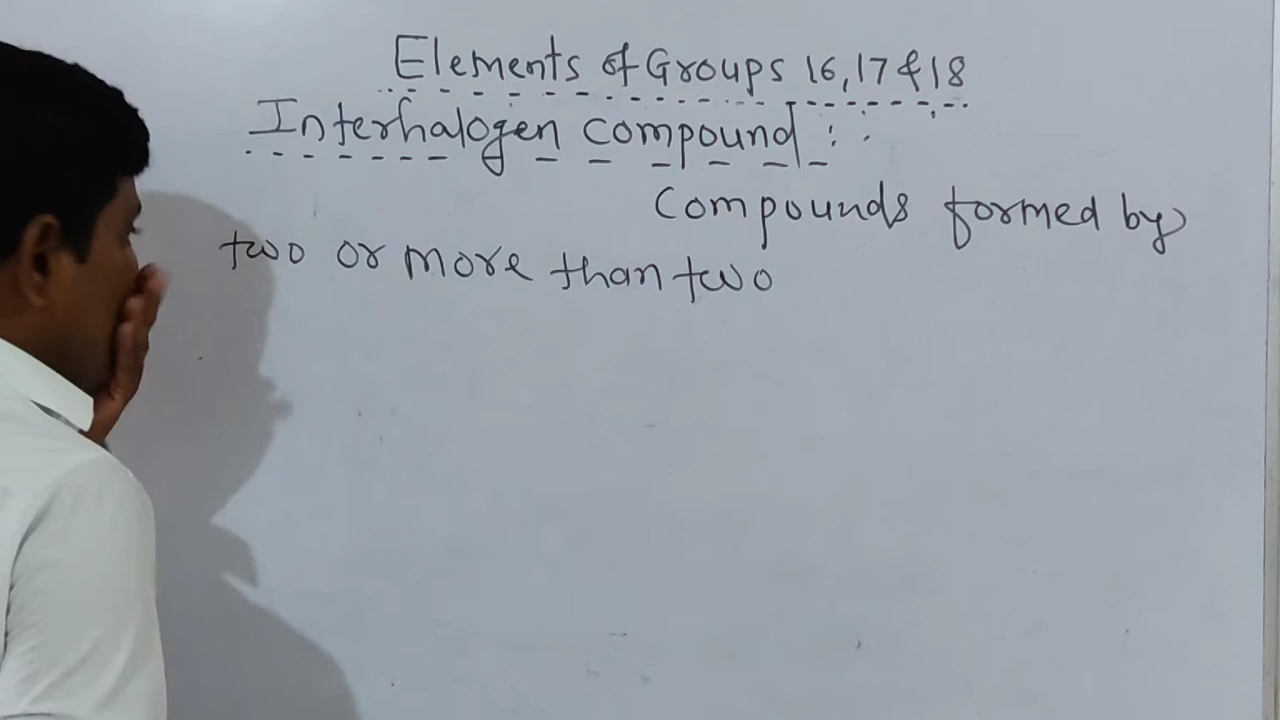 Elements of Groups 16,17 & 18
Interhalogen compound :
Compounds formed by
two or more than two